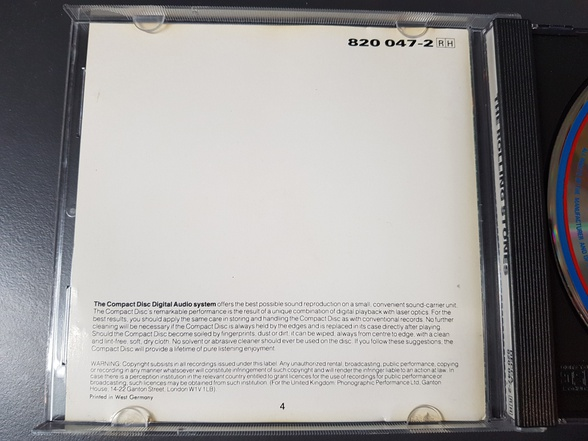 820 047-2 RH
The Compact Disc Digital Audio system offers the best possible sound reproduction on a small, convenient sound-carrier unit.
The Compact Disc's remarkable performance is the result of a unique combination of digital playback with laser optics. For the
best results, you should apply the same care in storing and handling the Compact Disc as with conventional records. No further
cleaning will be necessary if the Compact Disc is always held by the edges and is replaced in its case directly after playing
Should the Compact Disc become soiled by fingerprints, dust or dirt, it can be wiped, always from centre to edge, with a clean
and lint-free, soft, dry cloth. No solvent or abrasive cleaner should ever be used on the disc. If you follow these suggestions, the
Compact Disc will provide a lifetime of pure listening enjoyment
WARNING: Copyright subsists in all recordings issued under this label. Any unauthorized rental, broadcasting, public performance, copying
or recording in any manner whatsoever will constitute infringement of such copyright and will render the infringer liable to an action at law. In
case there is a perception institution in the relevant country entitled to grant licences for the use of recordings for public performance or
broadcasting, such licences may be obtained from such institution. (For the United Kingdom: Phonographic Performance Ltd, Ganton
House, 14-22 Ganton Street, London W1V 1LB)
Printed in West Germany
4
THE ROLLING STONES